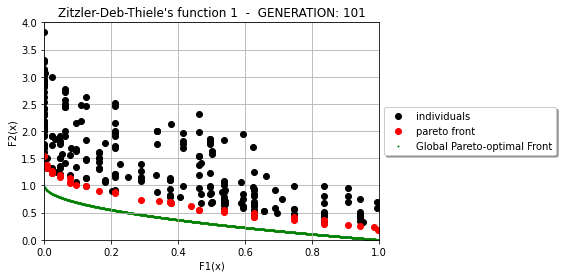 Zitzler-Deb-Thiele's function 1 - GENERATION: 101
4.0
3.5
3.0
2.5
2.0
1.5
1.0
0.5
0.0
F2(x)
0.0 0.2 0.4 0.6 0.8 1.0
F1(x)
individuals
pareto front
Global Pareto-optimal Front